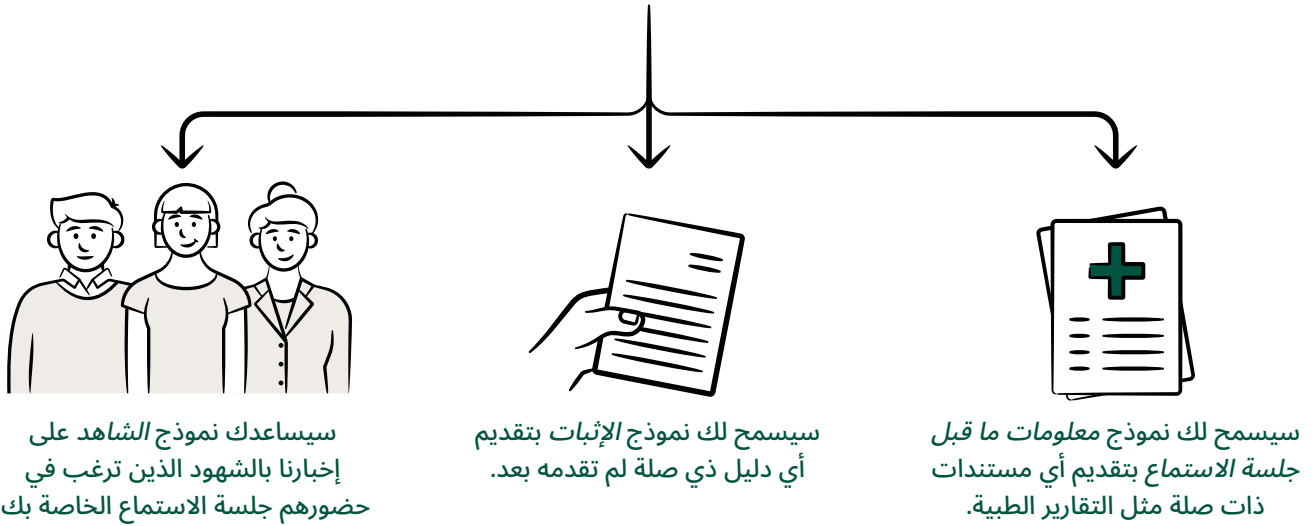 سيسمح لك نموذج معلومات ما قبل
جلسة الاستماع بتقديم أي مستندات
ذات صلة مثل التقارير الطبية.
سيسمح لك نموذج الإثبات بتقديم
أي دليل ذي صلة لم تقدمه بعد.
سيساعدك نموذج الشاهد على
إخبارنا بالشهود الذين ترغب في
حضورهم جلسة الاستماع الخاصة بك